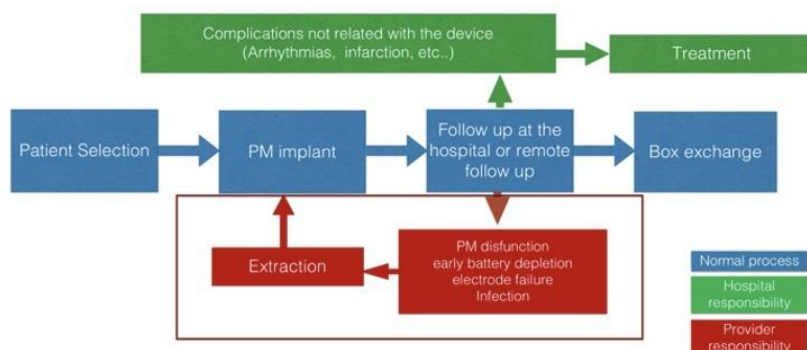 Complications not related with the device
(Arrhythmias, infarction, etc..)
Treatment
Patient Selection
PM implant
Follow up at the
hospital or remote
follow up
Box exchange
Extraction
PM disfunction
early battery depletion
electrode failure
Infection
Normal process
Hospital
responsibility
Provider
responsibility